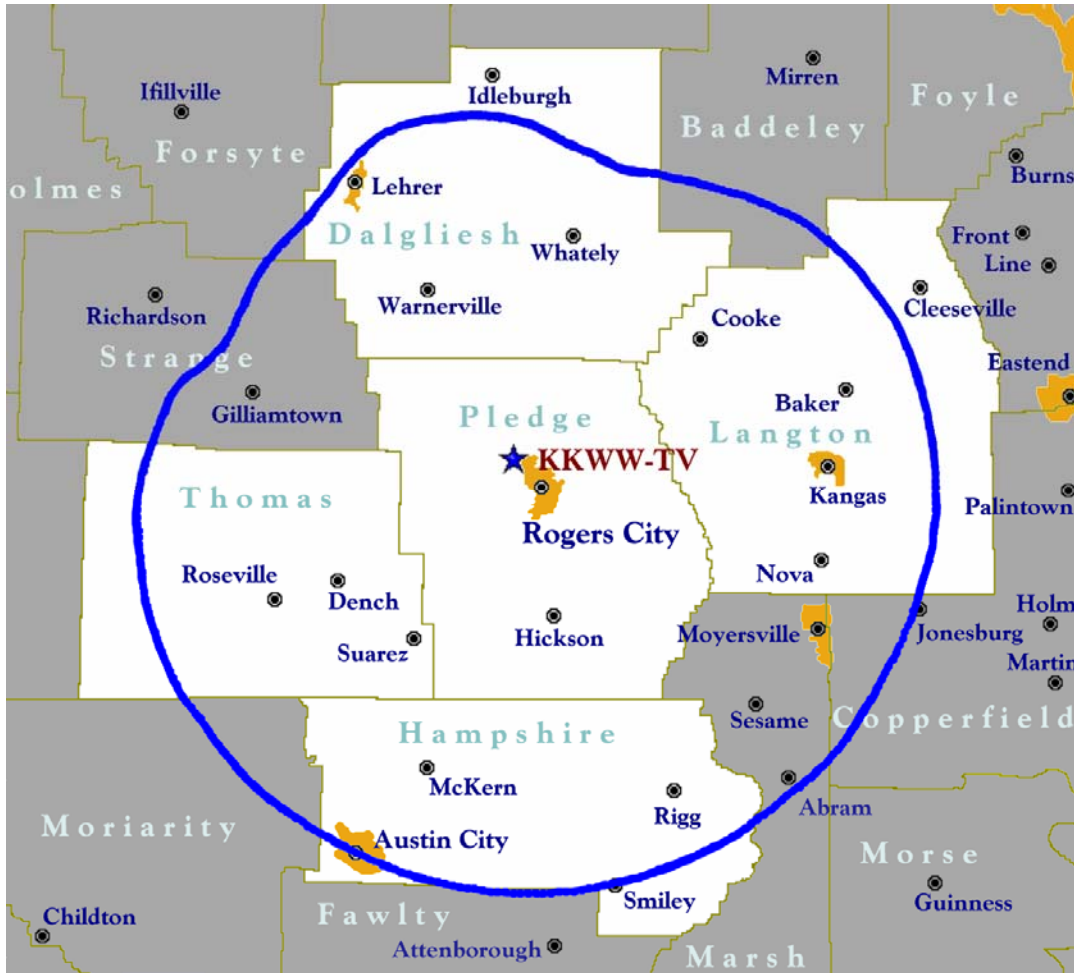 Idleburgh
Mirren
Ifillville
Foyle
Baddeley
Forsyte
Burns
olmes
Lehrer
Dalgliesh
Whately
Front
Line
Richardson
Warnerville
Cleeseville
Cooke
Strange
Eastend
Gilliamtown
Baker
Pledge
Langton
KKWW-TV
Thomas
Kangas
Palintown
Rogers City
Roseville
Dench
Nova
Holm
Suarez
Hickson
Moyersville
Jonesburg
Martin
Sesame
Copperfield
Hampshire
McKern
Rigg
Abram
Moriarity
Austin City
Morse
Smiley
Guinness
Childton
Fawlty
Attenborough
Marsh